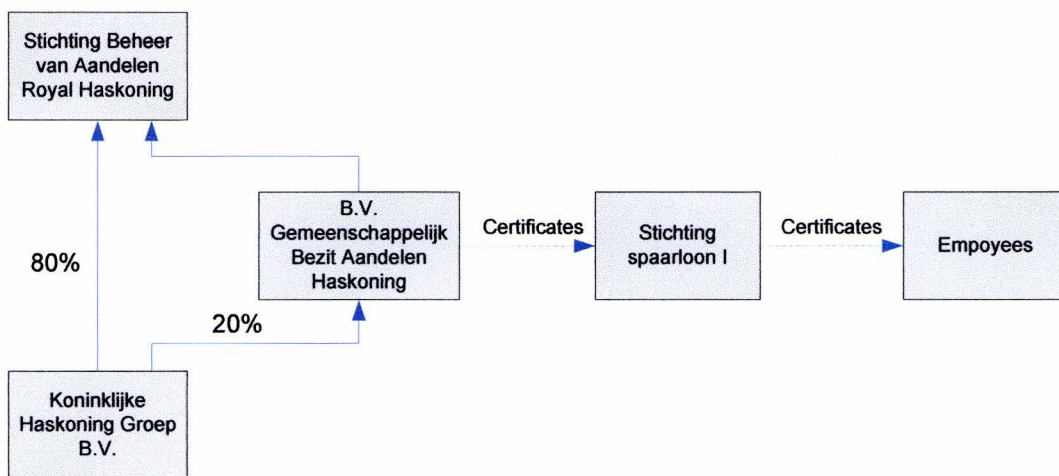 Stichting Beheer
van Aandelen
Royal Haskoning
B.V.
Gemeenschappelijk
Bezit Aandelen
Haskoning
Certificates
Stichting
spaarloon I
Certificates
Empoyees
80%
20%
Koninklijke
Haskoning Groep
B.V.